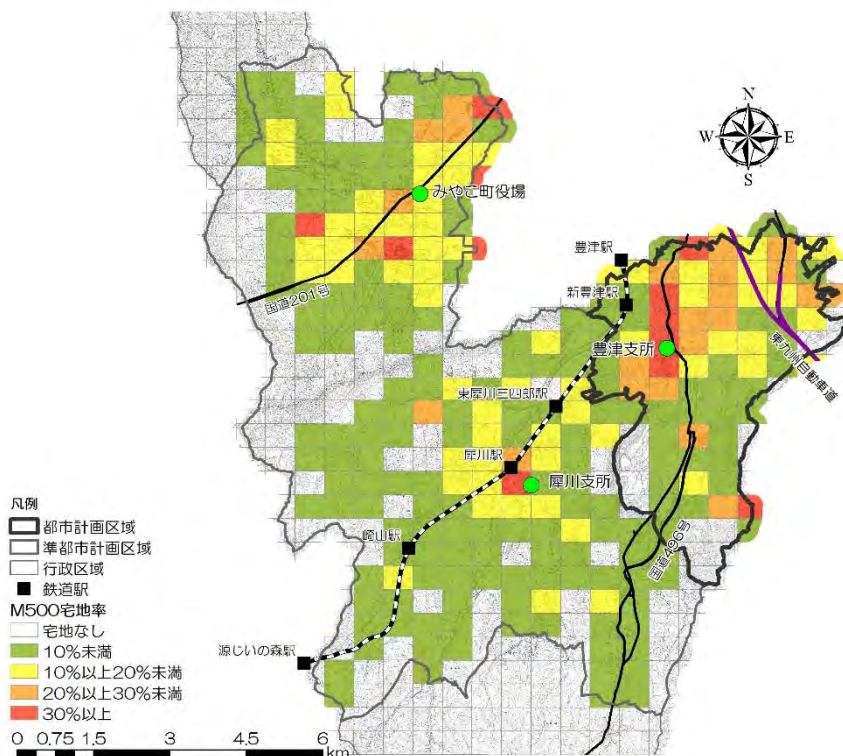 N
W
E
S
みやこ町役場
国道201号
豊津駅
新豊津駅
豊津支所
東九州自動車道
東犀川三四郎駅
犀川駅
犀川支所
崎山駅
国道496号
源じいの森駅
凡例
都市計画区域
準都市計画区域
行政区域
鉄道駅
M500宅地率
宅地なし
10%未満
10%以上20%未満
20%以上30%未満
30%以上
0 0.75 1.5 3 4.5 6
km